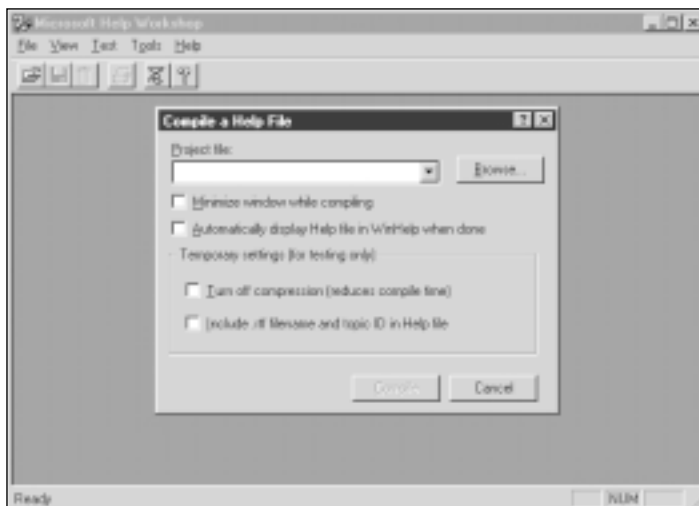 Microsoft Help Workshop
File View Test Tools Help
Compile a Help File
Project file:
Browse...
Minimize window while compiling
Automatically display Help file in WinHelp when done
Temporary settings (for testing only)
Turn off compression (reduces compile time)
Include .rtf filename and topic ID in Help file
Compile
Cancel
Ready
NUM